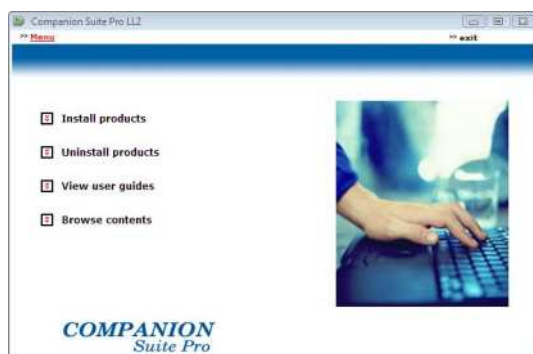 Companion Suite Pro LL2
>> Menu
>> exit
Install products
Uninstall products
View user guides
Browse contents
COMPANION
Suite Pro